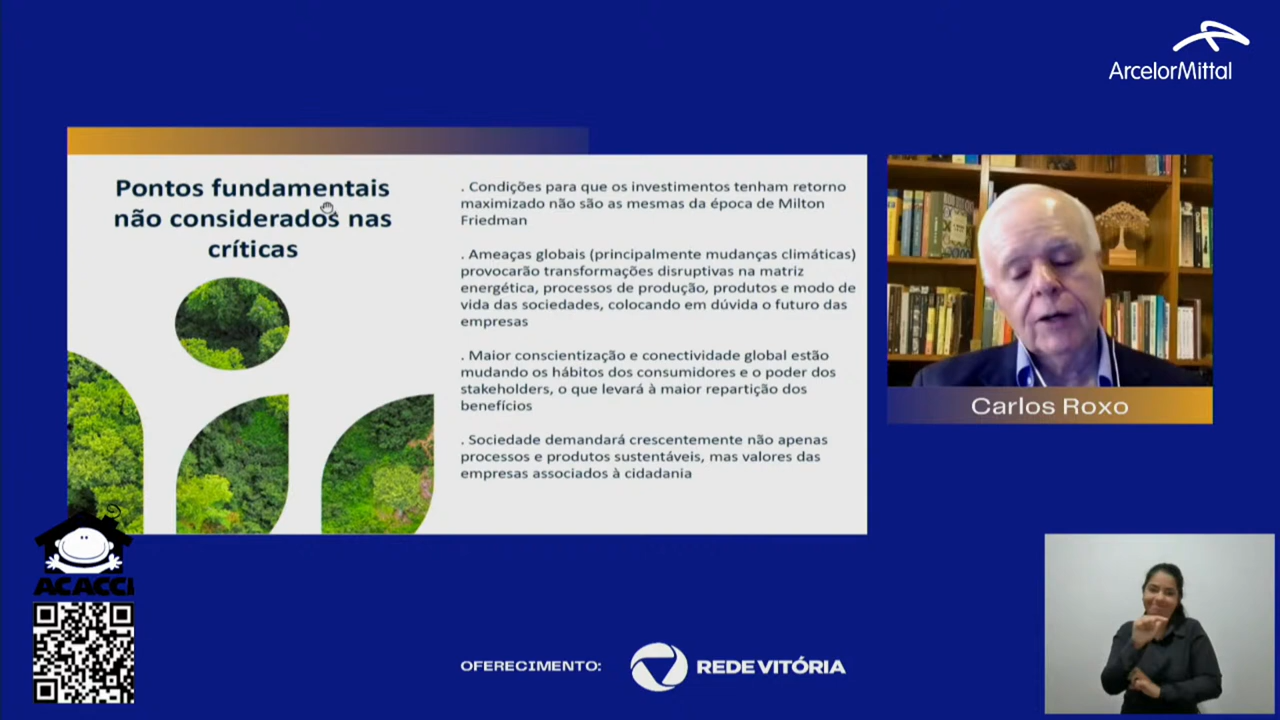 ArcelorMittal
Pontos fundamentais
não considerados nas
críticas
. Condições para que os investimentos tenham retorno
maximizado não são as mesmas da época de Milton
Friedman
. Ameaças globais (principalmente mudanças climáticas)
provocarão transformações disruptivas na matriz
energética, processos de produção, produtos e modo de
vida das sociedades, colocando em dúvida o futuro das
empresas
. Maior conscientização e conectividade global estão
mudando os hábitos dos consumidores e o poder dos
stakeholders, o que levará à maior repartição dos
benefícios
. Sociedade demandará crescentemente não apenas
processos e produtos sustentáveis, mas valores das
empresas associados à cidadania
Carlos Roxo
ACACCI
OFERECIMENTO:
REDE VITÓRIA